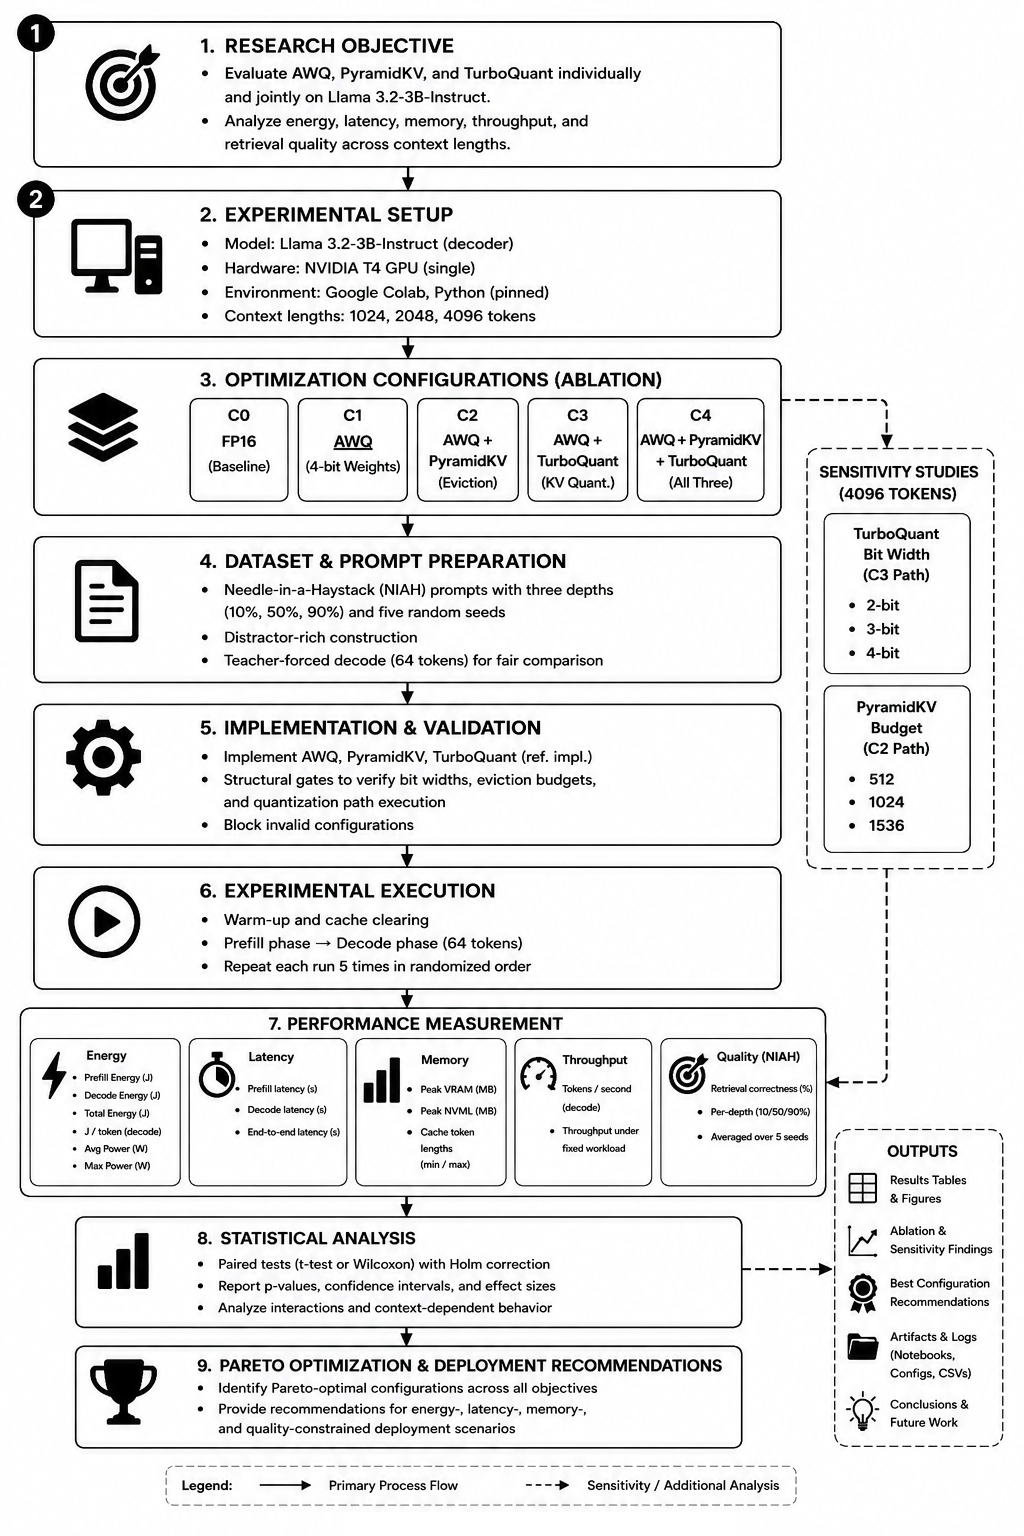 1
1. RESEARCH OBJECTIVE
• Evaluate AWQ, PyramidKV, and TurboQuant individually
and jointly on Llama 3.2-3B-Instruct.
• Analyze energy, latency, memory, throughput, and
retrieval quality across context lengths.
2
2. EXPERIMENTAL SETUP
• Model: Llama 3.2-3B-Instruct (decoder)
• Hardware: NVIDIA T4 GPU (single)
• Environment: Google Colab, Python (pinned)
• Context lengths: 1024, 2048, 4096 tokens
3. OPTIMIZATION CONFIGURATIONS (ABLATION)
C0
FP16
(Baseline)
C1
AWQ
(4-bit Weights)
C2
AWQ +
PyramidKV
(Eviction)
C3
AWQ +
TurboQuant
(KV Quant.)
C4
AWQ + PyramidKV
+ TurboQuant
(All Three)
SENSITIVITY STUDIES
(4096 TOKENS)
TurboQuant
Bit Width
(C3 Path)
• 2-bit
• 3-bit
• 4-bit
PyramidKV
Budget
(C2 Path)
• 512
• 1024
• 1536
4. DATASET & PROMPT PREPARATION
• Needle-in-a-Haystack (NIAH) prompts with three depths
(10%, 50%, 90%) and five random seeds
• Distractor-rich construction
• Teacher-forced decode (64 tokens) for fair comparison
5. IMPLEMENTATION & VALIDATION
• Implement AWQ, PyramidKV, TurboQuant (ref. impl.)
• Structural gates to verify bit widths, eviction budgets,
and quantization path execution
• Block invalid configurations
6. EXPERIMENTAL EXECUTION
• Warm-up and cache clearing
• Prefill phase → Decode phase (64 tokens)
• Repeat each run 5 times in randomized order
7. PERFORMANCE MEASUREMENT
Energy
• Prefill Energy (J)
• Decode Energy (J)
• Total Energy (J)
• J / token (decode)
• Avg Power (W)
• Max Power (W)
Latency
• Prefill latency (s)
• Decode latency (s)
• End-to-end latency (s)
Memory
• Peak VRAM (MB)
• Peak NVML (MB)
• Cache token
lengths
(min / max)
Throughput
Tokens / second
(decode)
• Throughput under
fixed workload
Quality (NIAH)
Retrieval correctness (%)
• Per-depth (10/50/90%)
• Averaged over 5 seeds
8. STATISTICAL ANALYSIS
• Paired tests (t-test or Wilcoxon) with Holm correction
• Report p-values, confidence intervals, and effect sizes
• Analyze interactions and context-dependent behavior
9. PARETO OPTIMIZATION & DEPLOYMENT RECOMMENDATIONS
• Identify Pareto-optimal configurations across all objectives
• Provide recommendations for energy-, latency-, memory-,
and quality-constrained deployment scenarios
OUTPUTS
Results Tables
& Figures
Ablation &
Sensitivity Findings
Best Configuration
Recommendations
Artifacts & Logs
(Notebooks,
Configs, CSVs)
Conclusions &
Future Work
Legend:
Primary Process Flow
Sensitivity / Additional Analysis